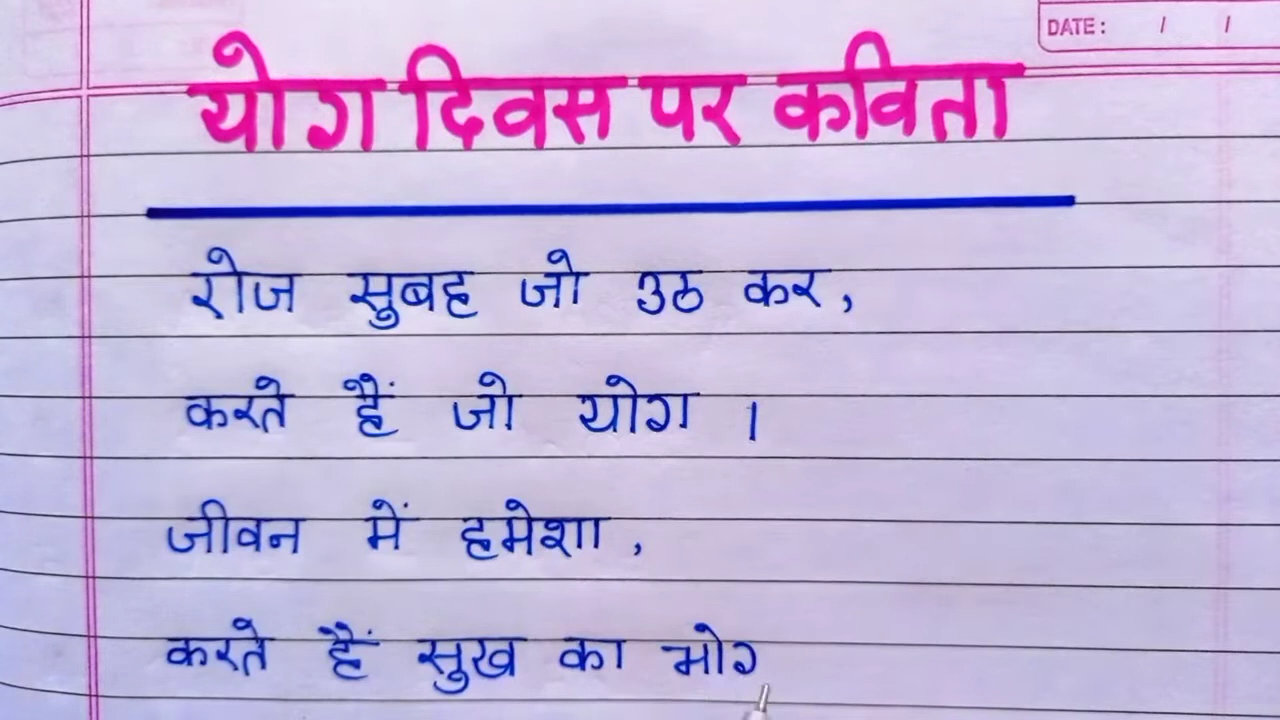 DATE: / /
योग दिवस पर कविता
रोज सुबह जो उठ कर,
करते हैं जो योग ।
जीवन में हमेशा,
करते हैं सुख का भोग